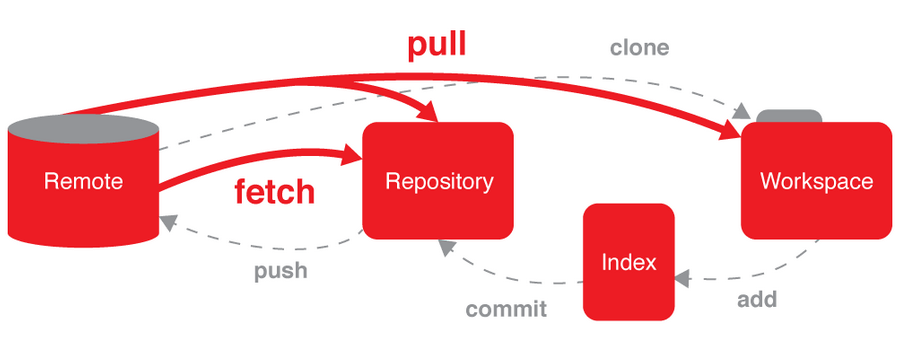 pull
clone
Remote
fetch
Repository
Workspace
push
Index
commit
add